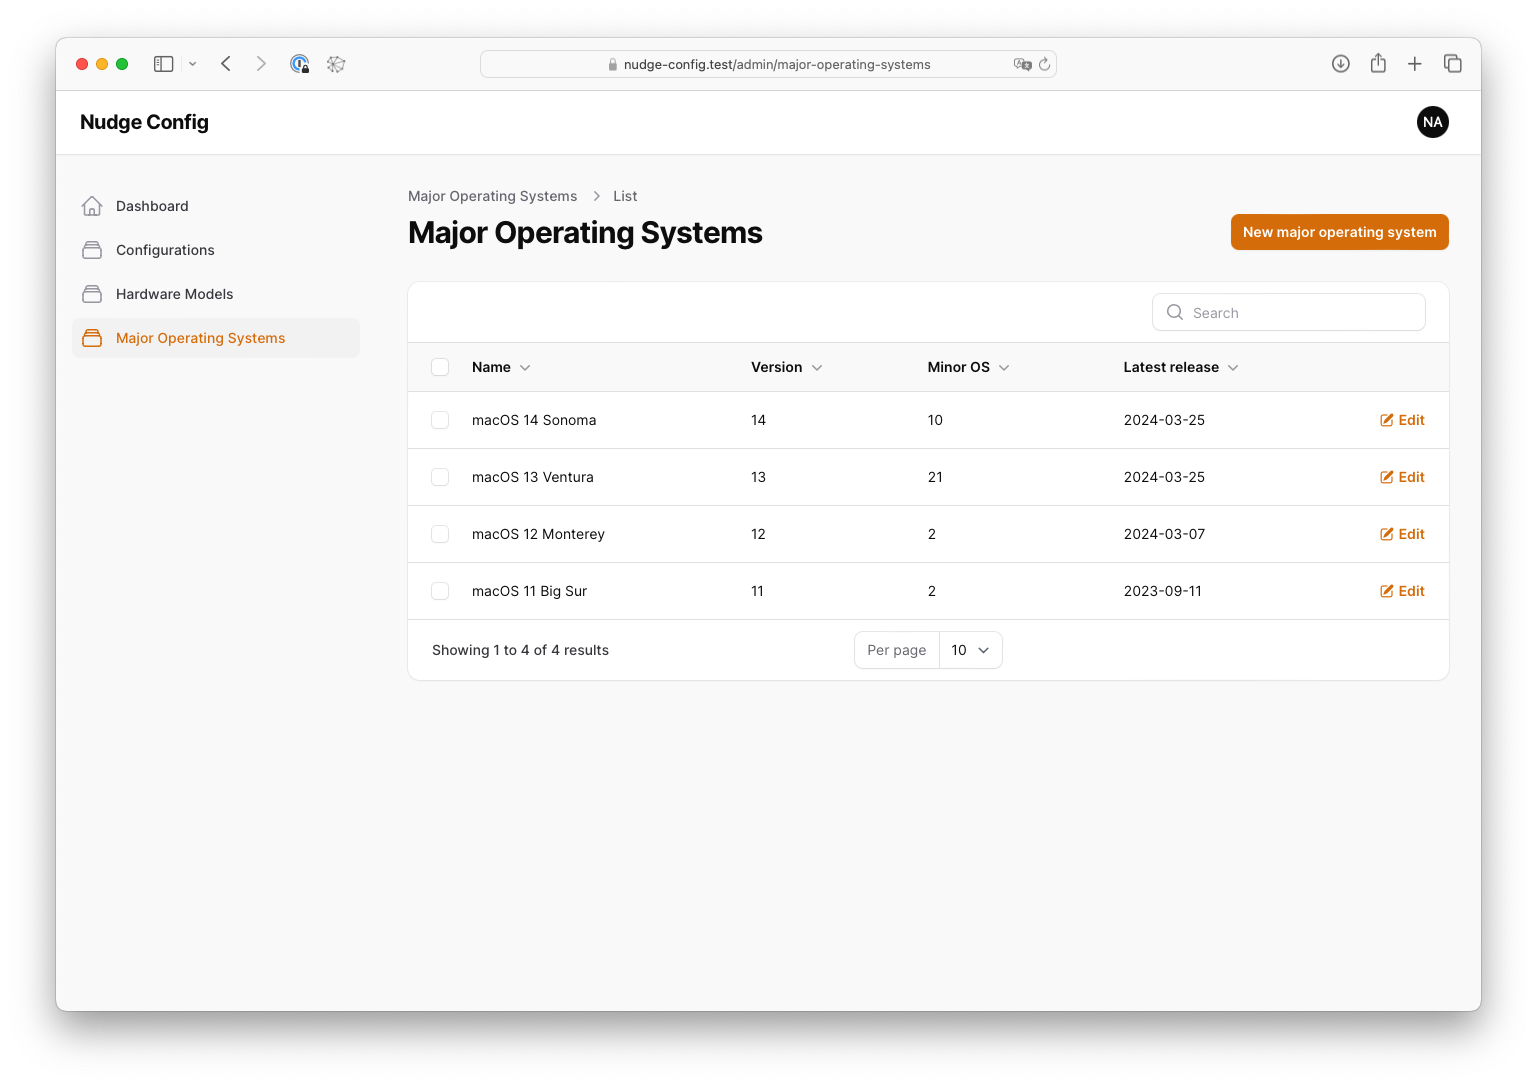 nudge-config.test/admin/major-operating-systems
Nudge Config
NA
Dashboard
Configurations
Hardware Models
Major Operating Systems
Major Operating Systems > List
Major Operating Systems
New major operating system
Search
Name Version Minor OS Latest release
macOS 14 Sonoma 14 10 2024-03-25 Edit
macOS 13 Ventura 13 21 2024-03-25 Edit
macOS 12 Monterey 12 2 2024-03-07 Edit
macOS 11 Big Sur 11 2 2023-09-11 Edit
Showing 1 to 4 of 4 results Per page 10